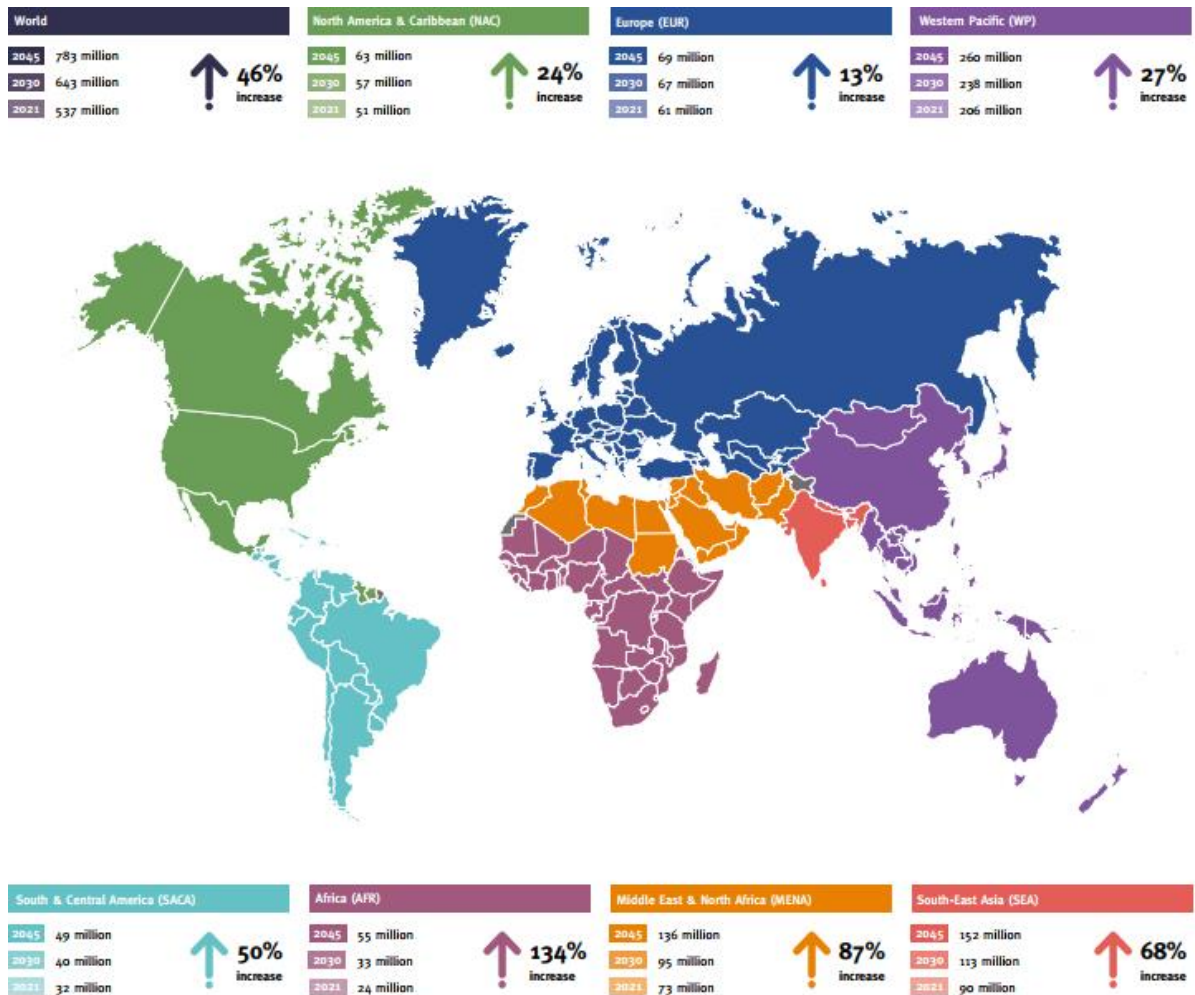 World
2045 783 million
2030 643 million
2021 537 million
46%
increase
North America & Caribbean (NAC)
2045 63 million
2030 57 million
2021 51 million
24%
increase
Europe (EUR)
2045 69 million
2030 67 million
2021 61 million
13%
increase
Western Pacific (WP)
2045 260 million
2030 238 million
2021 206 million
27%
increase
South & Central America (SACA)
2045 49 million
2030 40 million
2021 32 million
50%
increase
Africa (AFR)
2045 55 million
2030 33 million
2021 24 million
134%
increase
Middle East & North Africa (MENA)
2045 136 million
2030 95 million
2021 73 million
87%
increase
South-East Asia (SEA)
2045 152 million
2030 113 million
2021 90 million
68%
increase